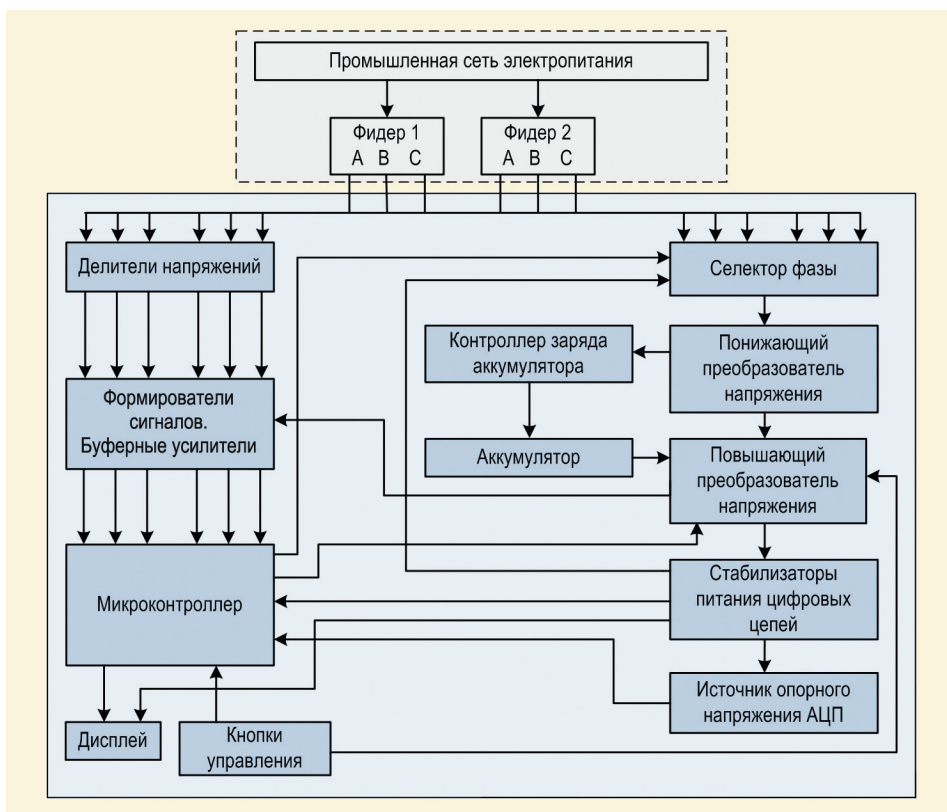 Промышленная сеть электропитания
Фидер 1
A B C
Фидер 2
A B C
Делители напряжений
Селектор фазы
Контроллер заряда
аккумулятора
Понижающий
преобразователь
напряжения
Формирователи
сигналов.
Буферные усилители
Аккумулятор
Повышающий
преобразователь
напряжения
Микроконтроллер
Стабилизаторы
питания цифровых
цепей
Источник опорного
напряжения АЦП
Дисплей
Кнопки
управления